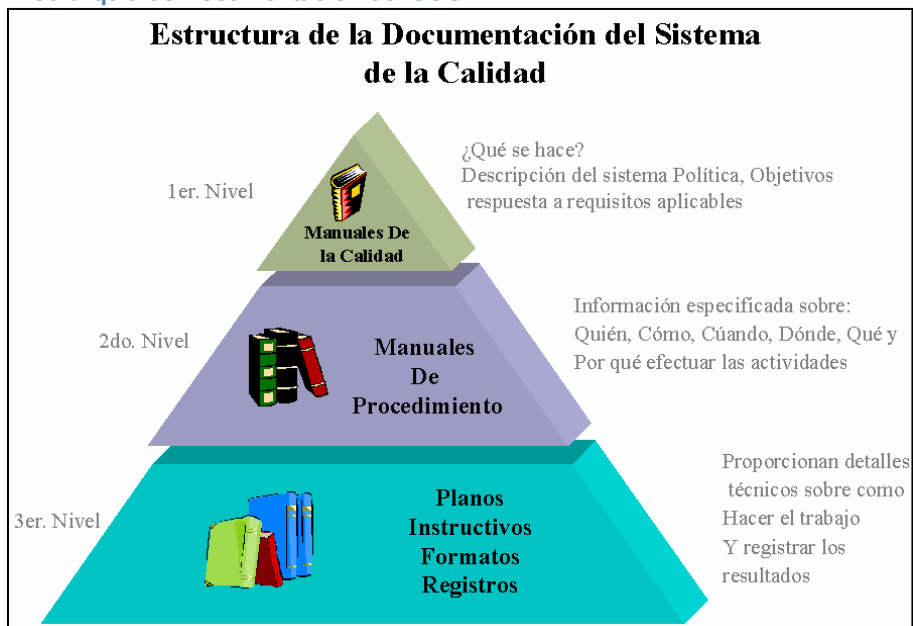 Estructura de la Documentación del Sistema
de la Calidad
1er. Nivel
Manuales De
la Calidad
¿Qué se hace?
Descripción del sistema Política, Objetivos
respuesta a requisitos aplicables
2do. Nivel
Manuales
De
Procedimiento
Información especificada sobre:
Quién, Cómo, Cúando, Dónde, Qué y
Por qué efectuar las actividades
3er. Nivel
Planos
Instructivos
Formatos
Registros
Proporcionan detalles
técnicos sobre como
Hacer el trabajo
Y registrar los
resultados